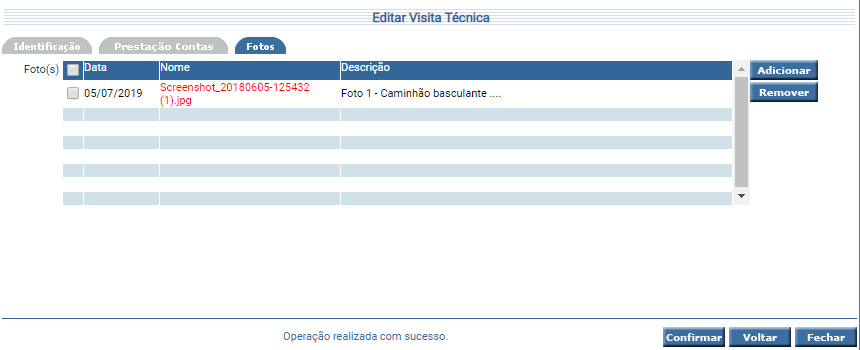 Editar Visita Técnica
Identificação Prestação Contas Fotos
Foto(s) Data Nome Descrição Adicionar
05/07/2019 Screenshot_20180605-125432 Foto 1 - Caminhão basculante .... Remover
(1).jpg
Operação realizada com sucesso. Confirmar Voltar Fechar